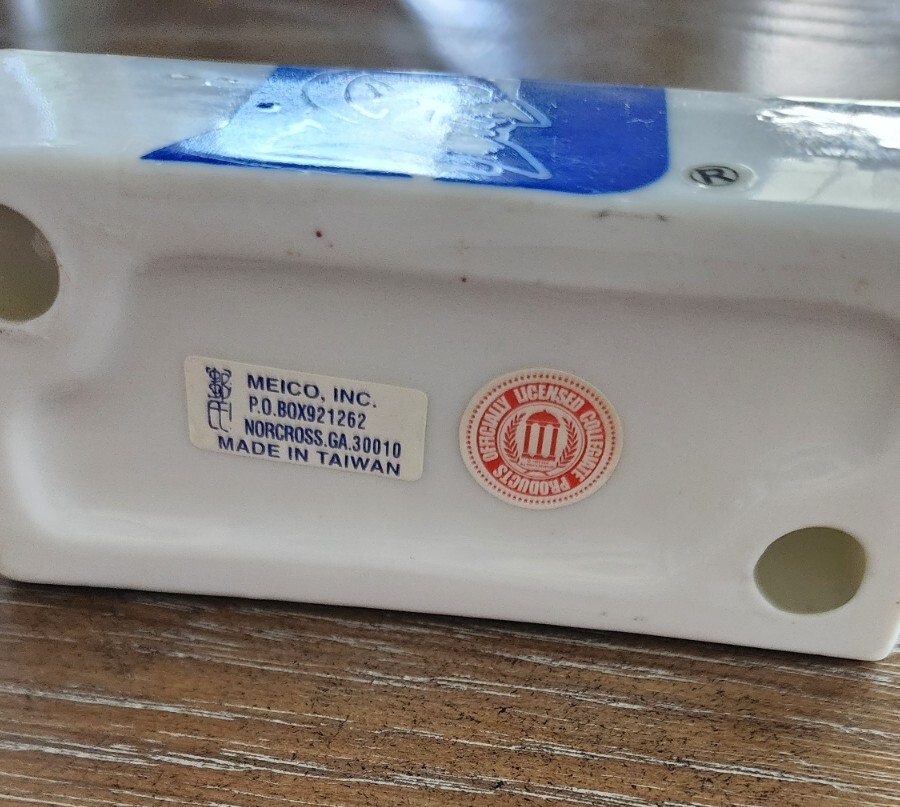 ®
MEICO, INC.
P.O.BOX921262
NORCROSS.GA.30010
MADE IN TAIWAN
OFFICIALLY LICENSED COLLEGIATE PRODUCTS